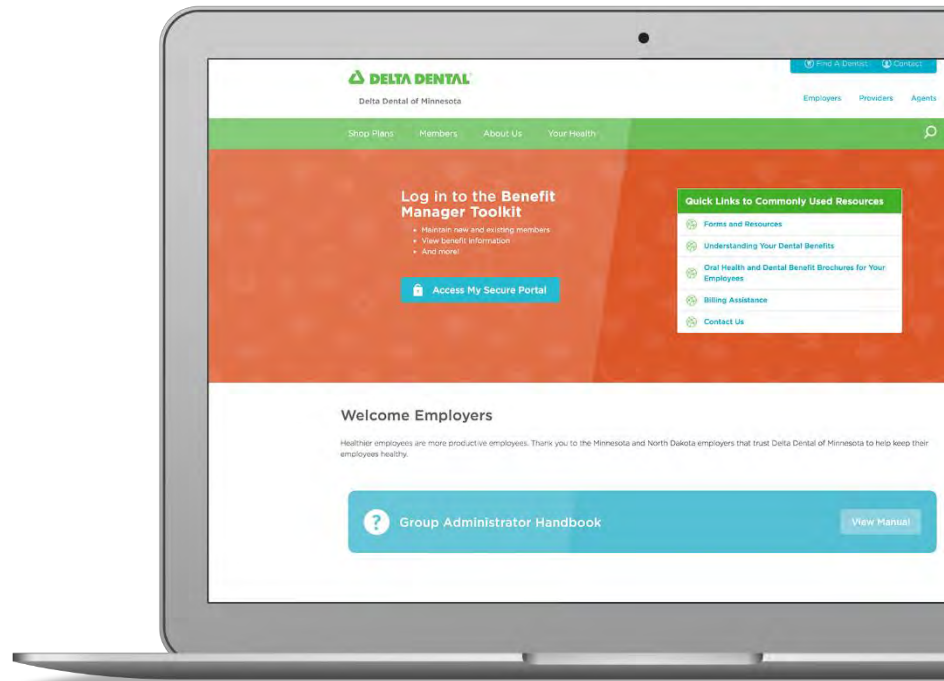 Find A Dentist Contact
DELTA DENTAL
Delta Dental of Minnesota
Employers Providers Agents
Shop Plans Members About Us Your Health
Log in to the Benefit
Manager Toolkit
• Maintain new and existing members
• View benefit information
• And more!
Access My Secure Portal
Quick Links to Commonly Used Resources
Forms and Resources
Understanding Your Dental Benefits
Oral Health and Dental Benefit Brochures for Your
Employees
Billing Assistance
Contact Us
Welcome Employers
Healthier employees are more productive employees. Thank you to the Minnesota and North Dakota employers that trust Delta Dental of Minnesota to help keep their
employees healthy.
? Group Administrator Handbook
View Manual